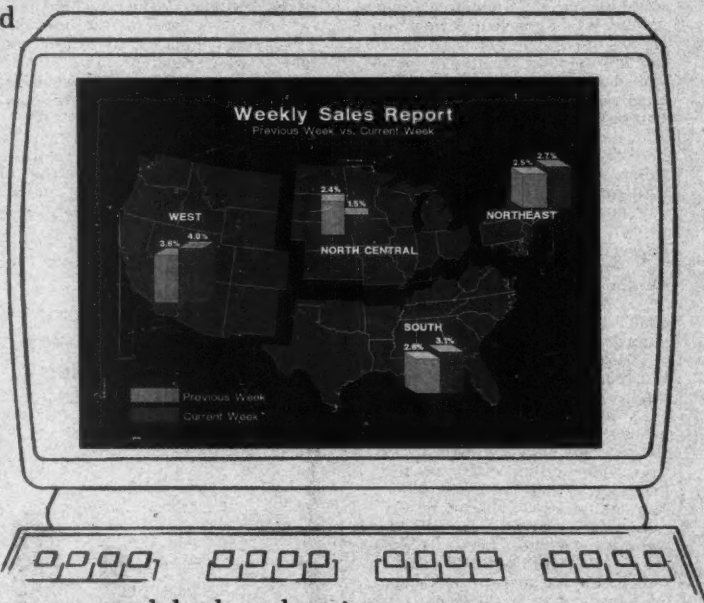 d
Weekly Sales Report
Previous Week vs. Current Week
2.5% 2.7%
2.4%
1.5%
WEST
NORTHEAST
3.6% 4.0%
NORTH CENTRAL
SOUTH
2.8% 3.1%
Previous Week
Current Week